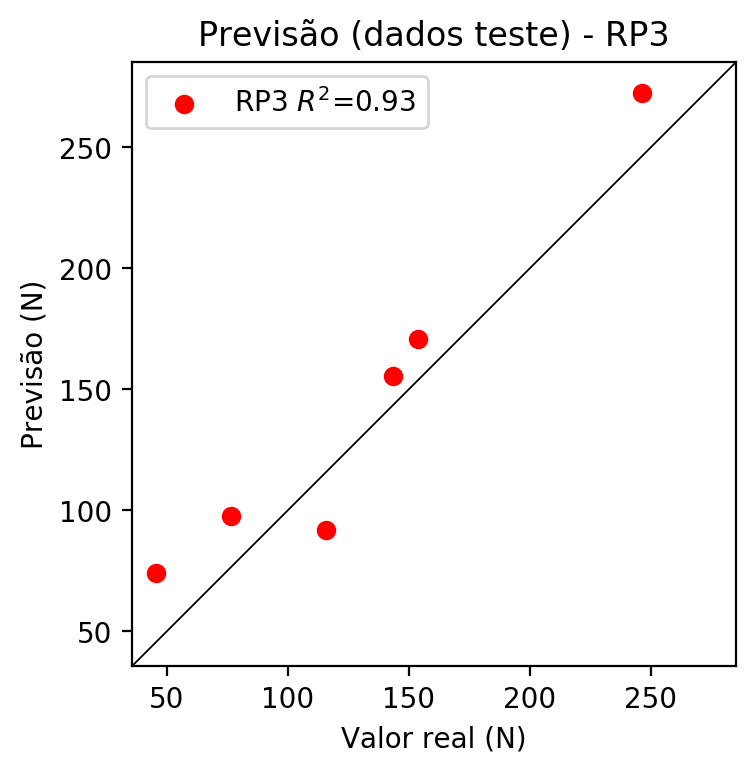 Previsão (dados teste) - RP3
RP3 R²=0.93
Previsão (N)
250
200
150
100
50
50 100 150 200 250
Valor real (N)